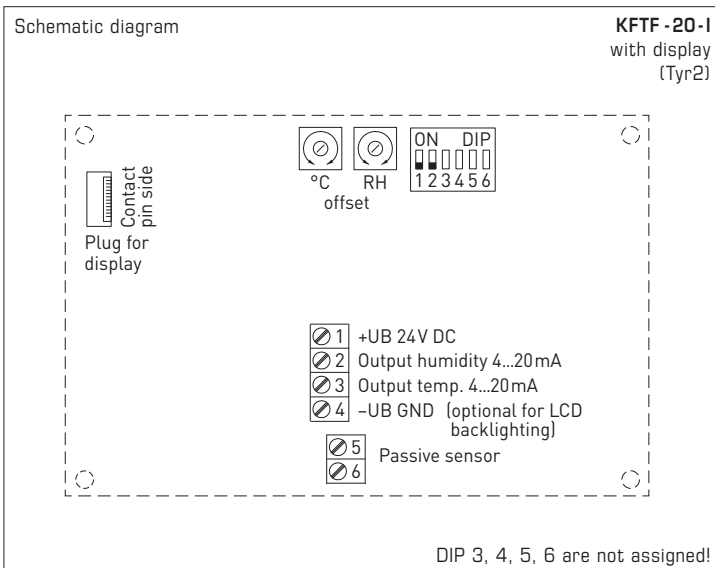 Schematic diagram
KFTF - 20 - I
with display
(Tyr2)
ON DIP
1 2 3 4 5 6
°C RH
offset
Contact
pin side
Plug for
display
1 +UB 24V DC
2 Output humidity 4...20mA
3 Output temp. 4...20mA
4 –UB GND (optional for LCD
backlighting)
5
Passive sensor
6
DIP 3, 4, 5, 6 are not assigned!